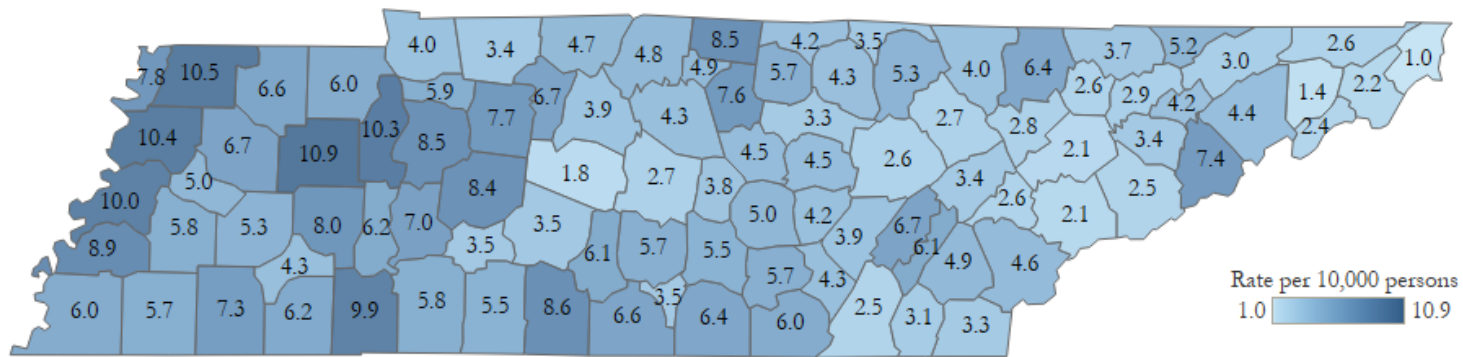 4.0 3.4 4.7 4.8 8.5 4.2 3.5 5.3 4.0 6.4 3.7 5.2 3.0 2.6 1.0
7.8 10.5 6.6 6.0 5.9 7.7 6.7 3.9 4.9 7.6 5.7 4.3 2.6 2.9 4.2 4.4 1.4 2.2
10.4 6.7 10.9 10.3 8.5 4.3 3.3 2.7 2.8 2.1 3.4 7.4 2.4
10.0 5.0 8.4 1.8 2.7 3.8 4.5 4.5 2.6 3.4 2.6 2.1 2.5
8.9 5.8 5.3 8.0 6.2 7.0 3.5 3.5 6.1 5.7 5.5 5.0 4.2 3.9 6.7 6.1 4.9 4.6
6.0 5.7 7.3 4.3 6.2 9.9 5.8 5.5 8.6 6.6 3.5 6.4 5.7 6.0 4.3 2.5 3.1 3.3
Rate per 10,000 persons
1.0 10.9